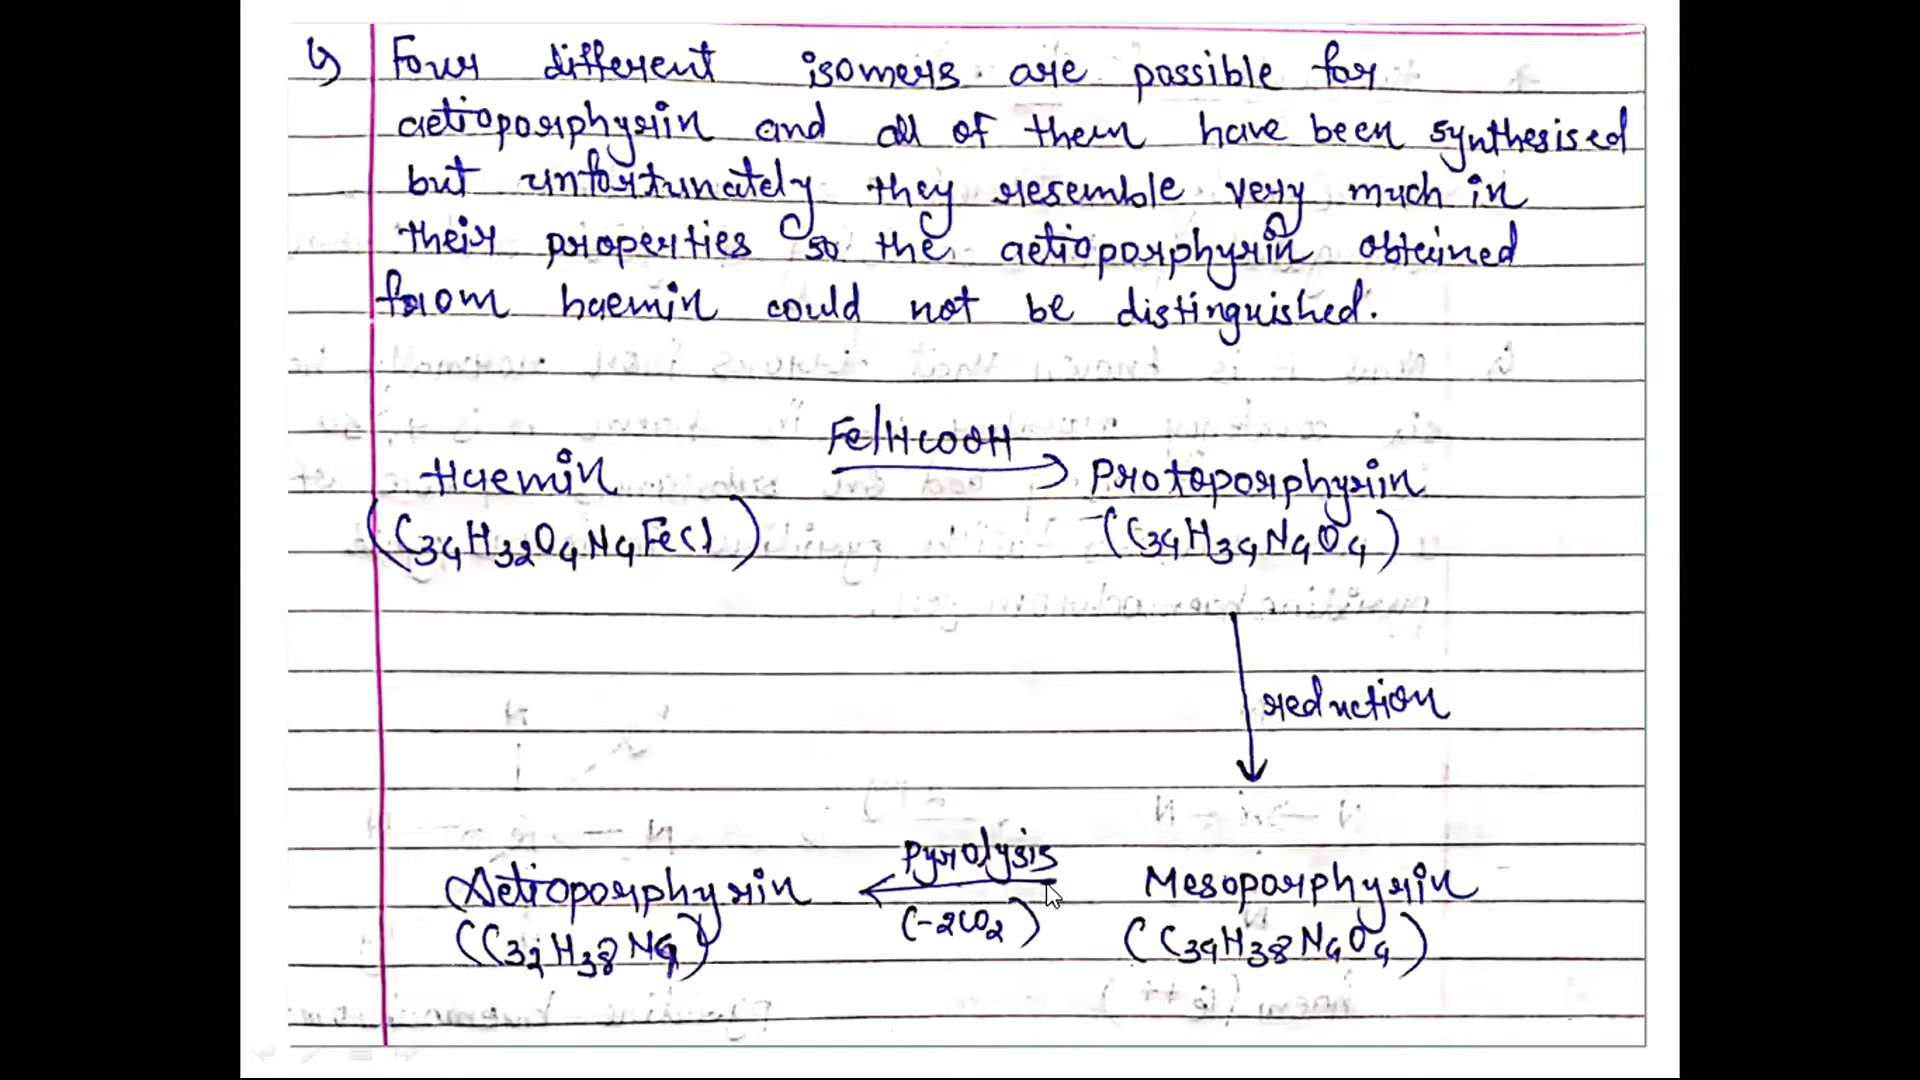 ↳ Four different isomers are possible for
aetioporphyrin and all of them have been synthesised
but unfortunately they resemble very much in
their properties so the aetioporphyrin obtained
from haemin could not be distinguished.
Fe/HCOOH
Haemin → Protoporphyrin
(C₃₄H₃₂O₄N₄FeCl) (C₃₄H₃₄N₄O₄)
reduction
Pyrolysis
Aetioporphyrin ← Mesoporphyrin
(C₃₂H₃₈N₄) (-2CO₂) (C₃₄H₃₈N₄O₄)